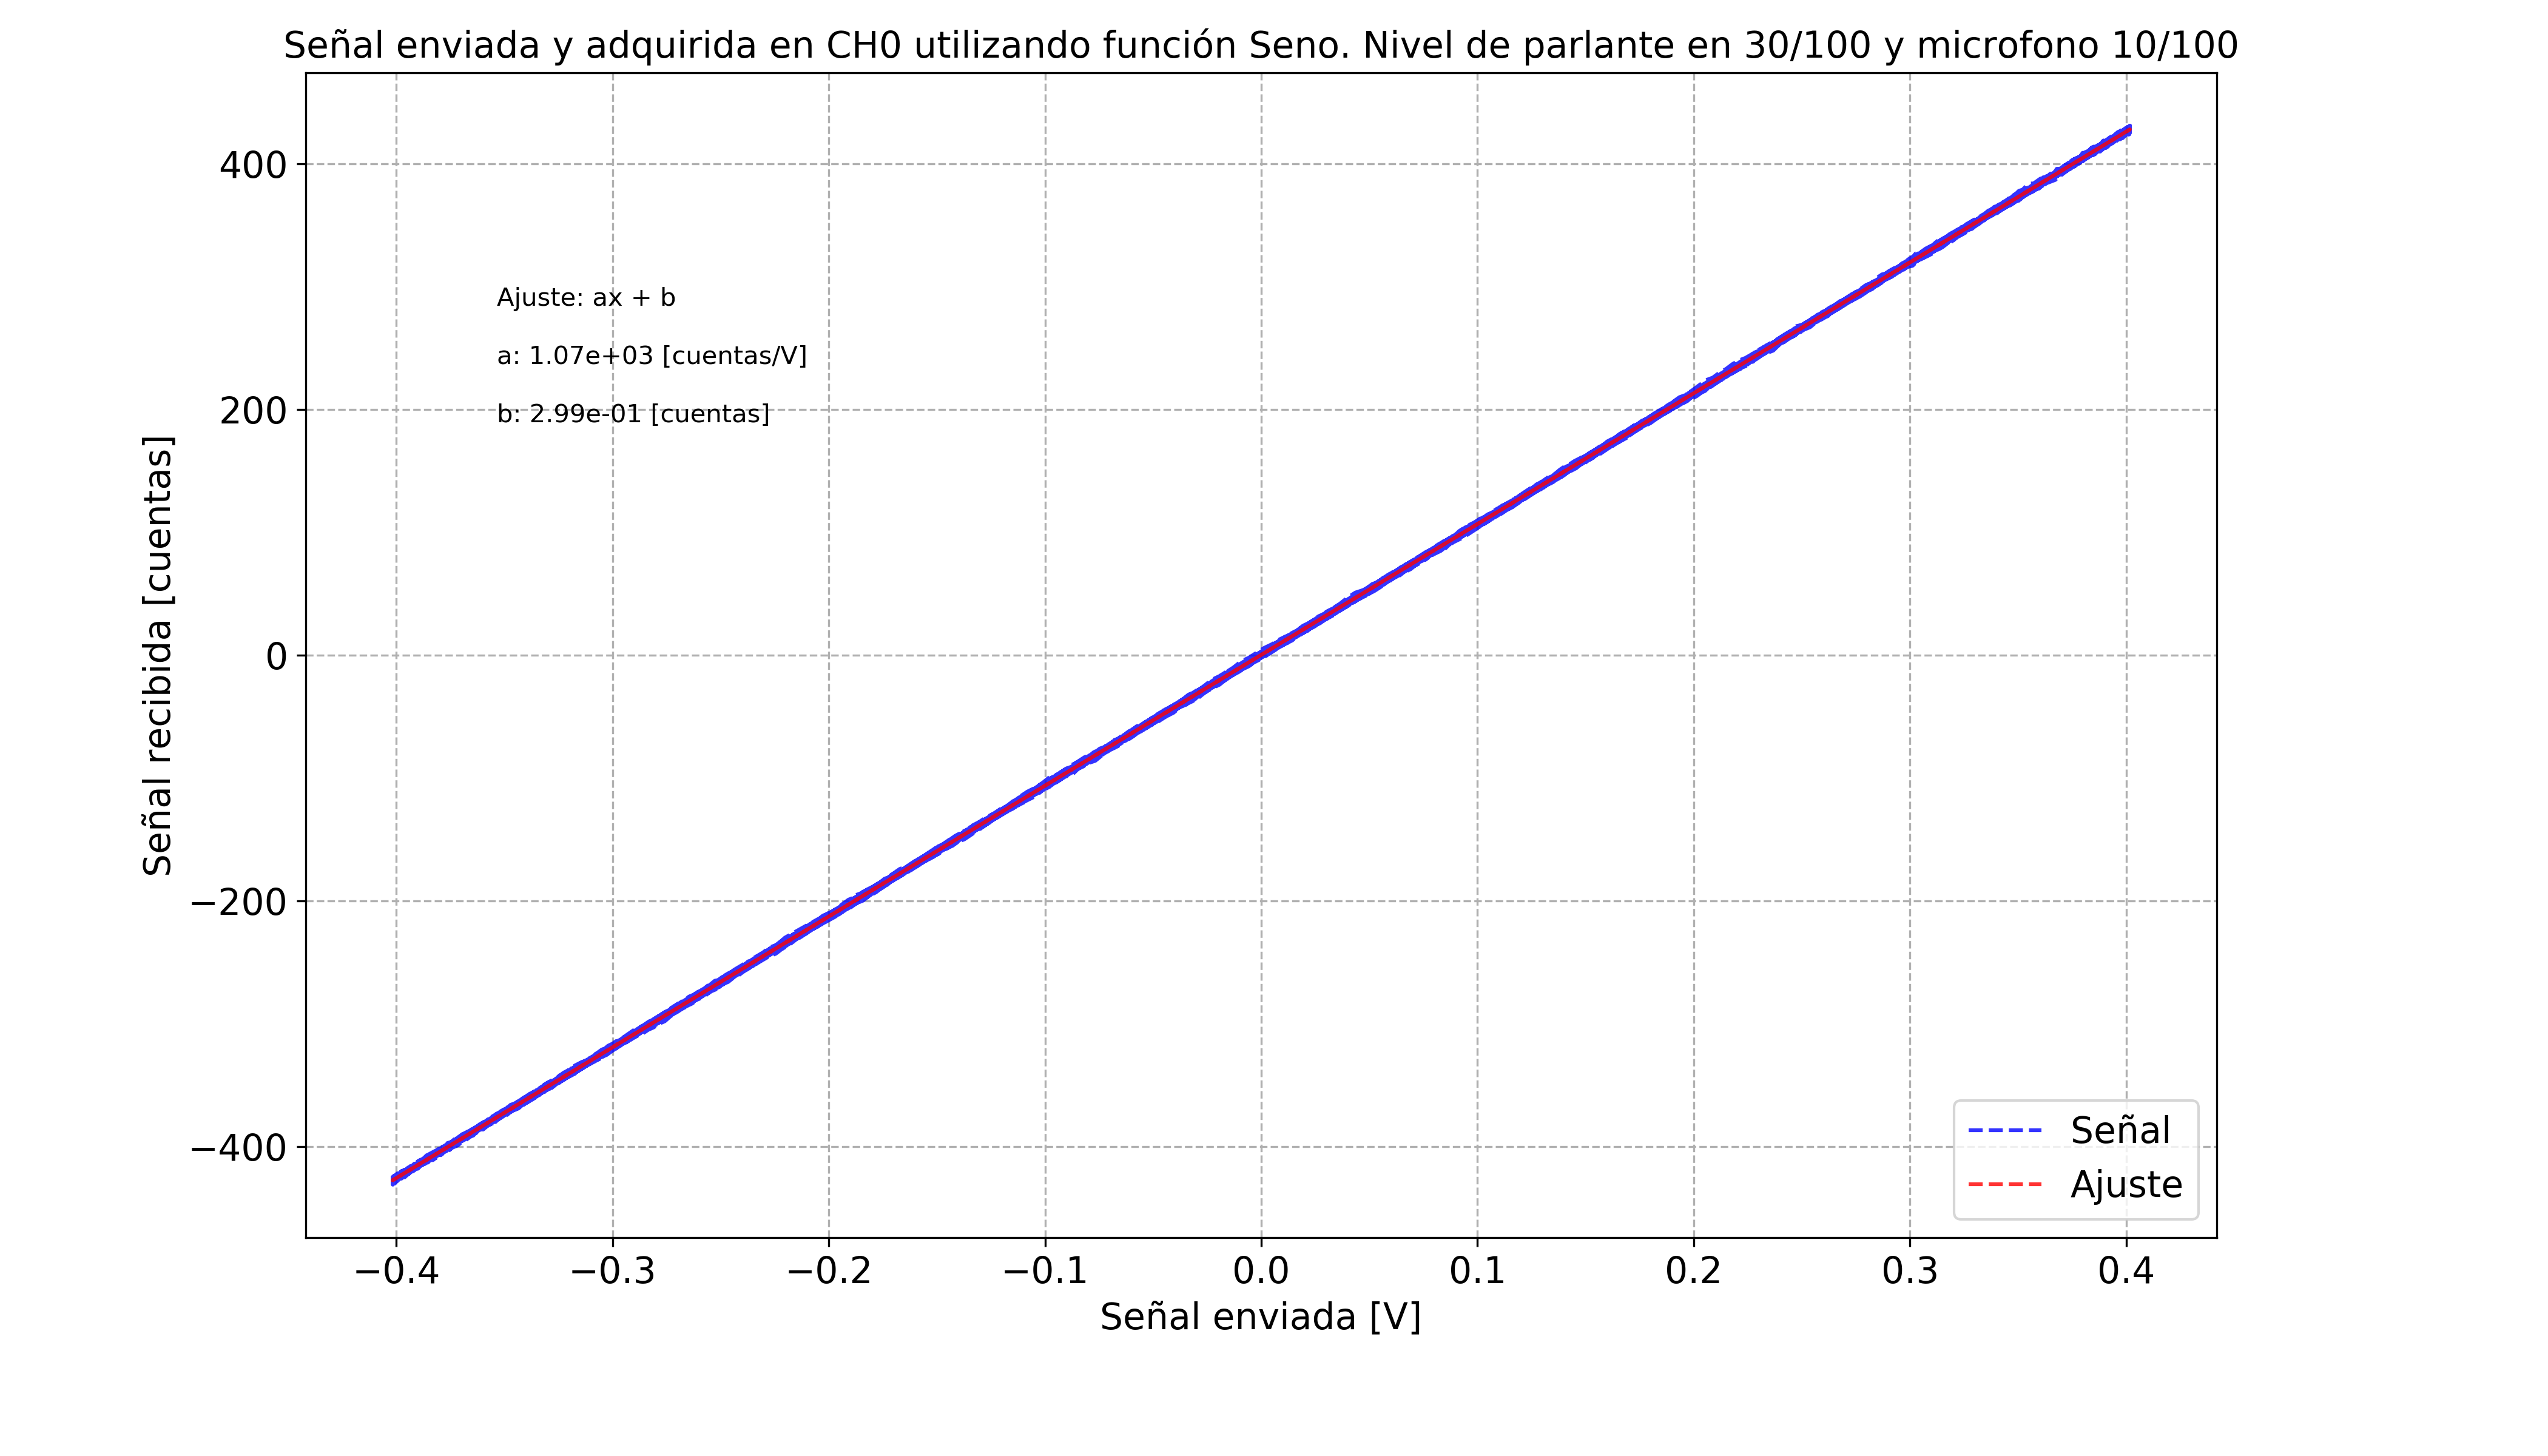 Señal enviada y adquirida en CH0 utilizando función Seno. Nivel de parlante en 30/100 y microfono 10/100
Señal recibida [cuentas]
400
200
0
−200
−400
Ajuste: ax + b
a: 1.07e+03 [cuentas/V]
b: 2.99e-01 [cuentas]
Señal
Ajuste
−0.4 −0.3 −0.2 −0.1 0.0 0.1 0.2 0.3 0.4
Señal enviada [V]